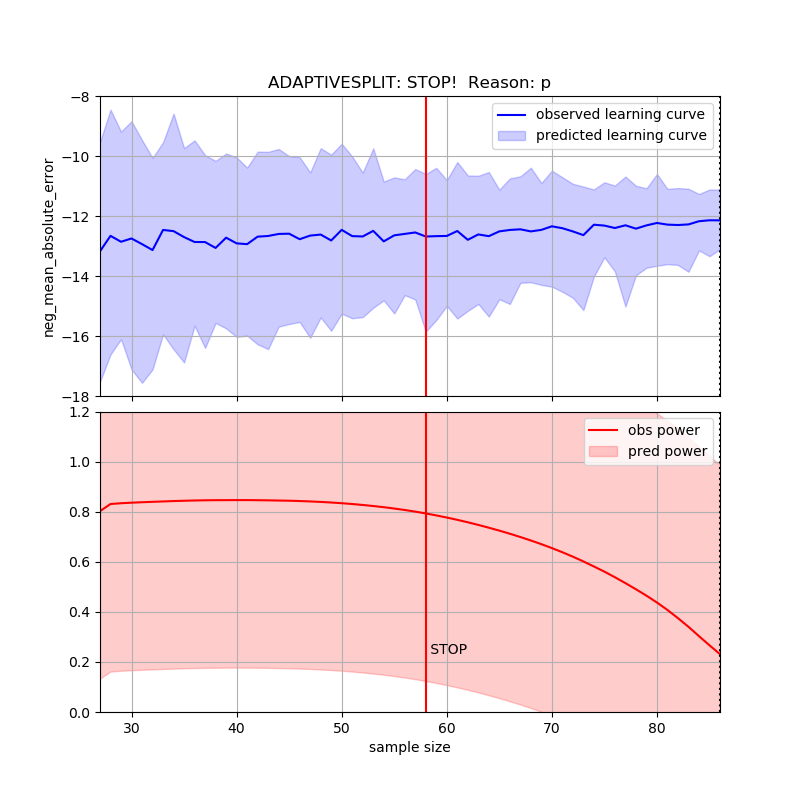 ADAPTIVESPLIT: STOP!  Reason: p
neg_mean_absolute_error
−8
−10
−12
−14
−16
−18
observed learning curve
predicted learning curve
1.2
1.0
0.8
0.6
0.4
0.2
0.0
obs power
pred power
STOP
30 40 50 60 70 80
sample size